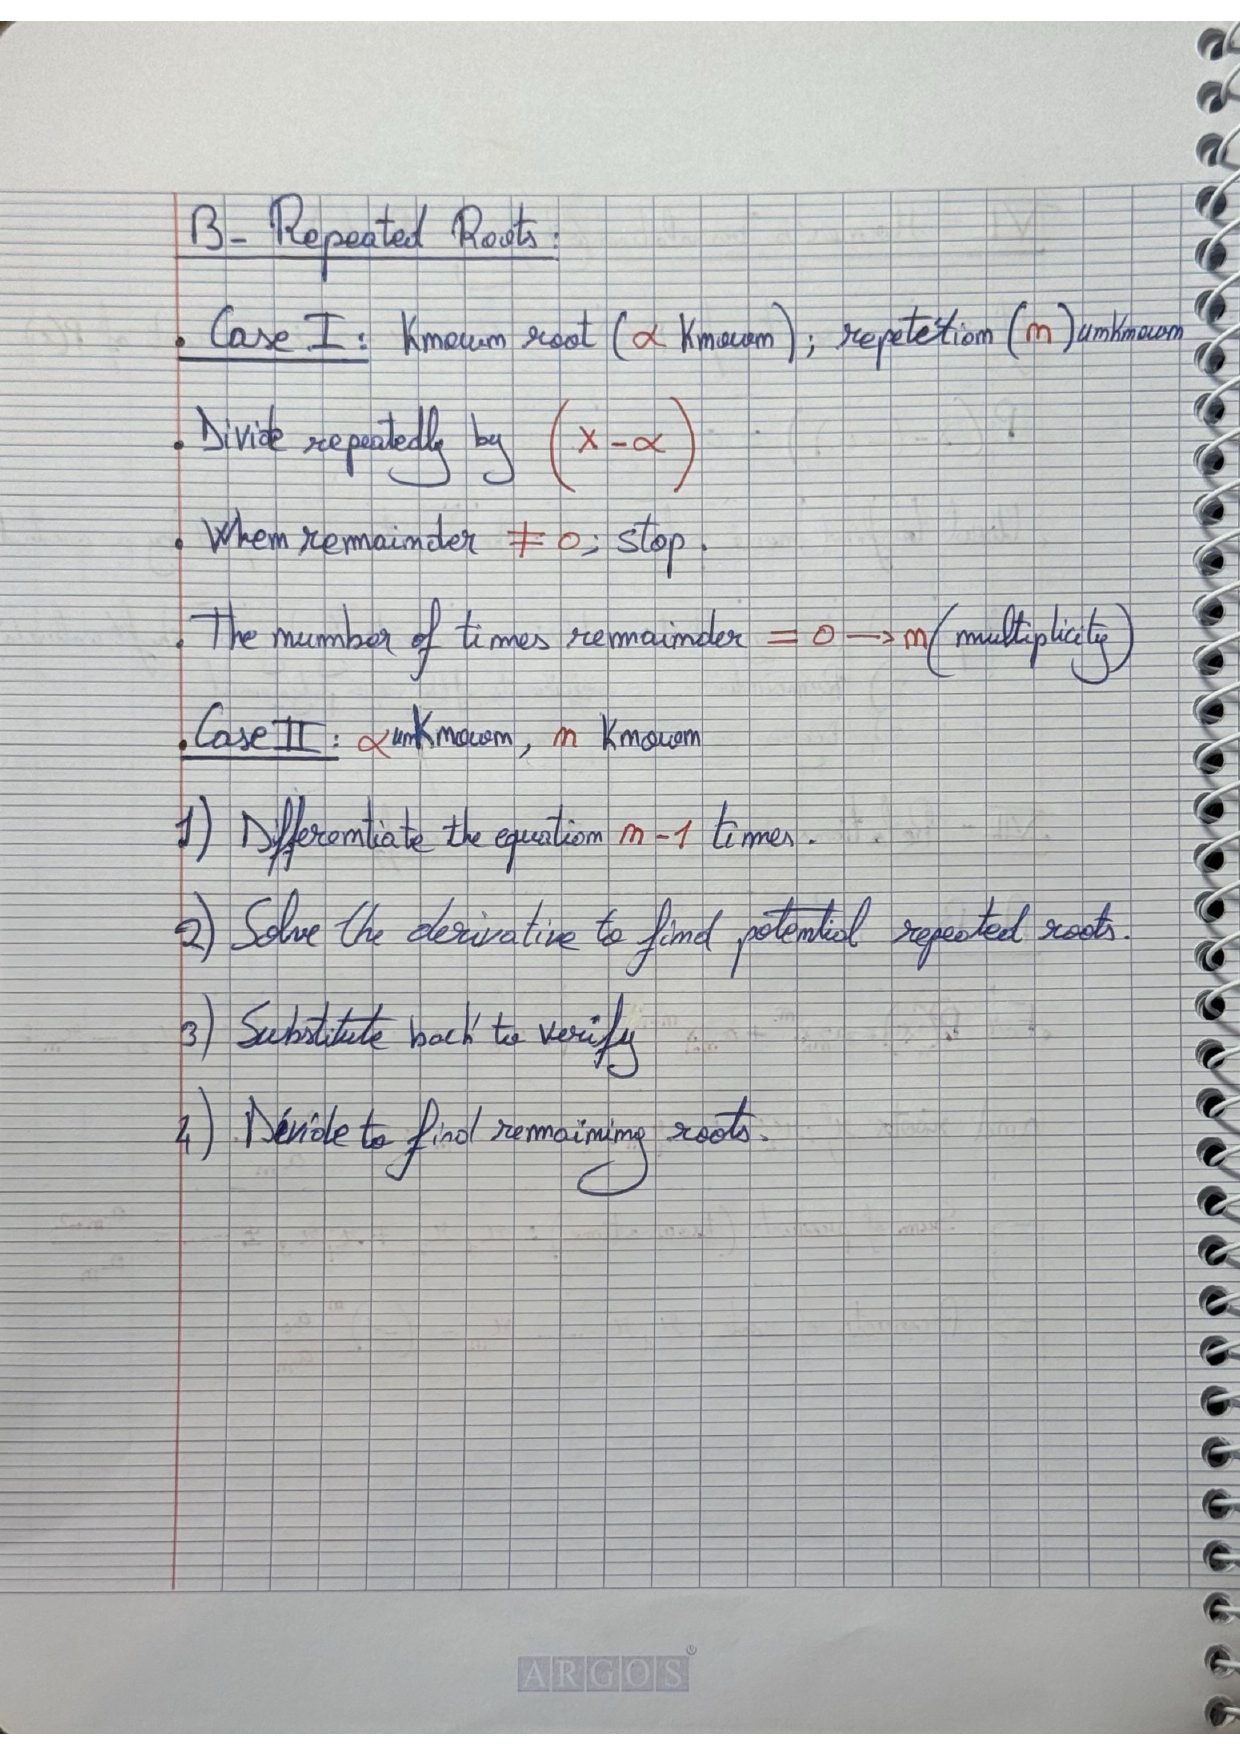 B- Repeated Roots:
. Case I: Known root (α Known); repetetion (n) unknown
. Divide repeatedly by (x-α)
. When remainder ≠ 0; stop.
. The number of times remainder = 0 → n (multiplicity)
. Case II: α unKnown, n Known
1) Differentiate the equation n-1 times.
2) Solve the derivative to find potential repeated roots.
3) Substitute back to verify
4) Divide to find remaining roots.
ARGOS